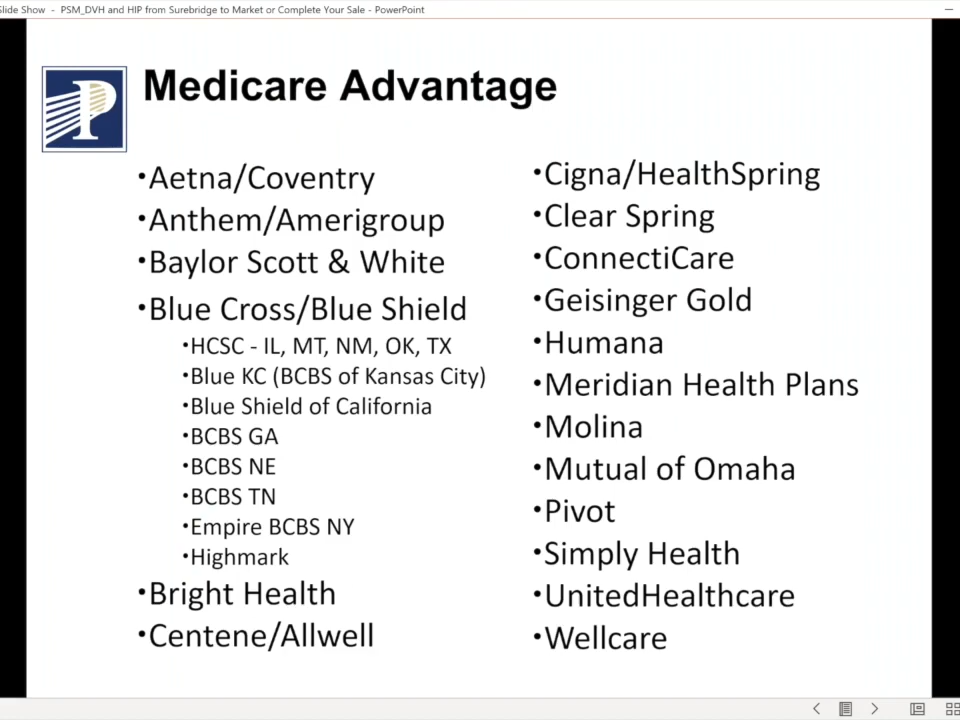 Slide Show - PSM_DVH and HIP from Surebridge to Market or Complete Your Sale - PowerPoint
P
Medicare Advantage
•Aetna/Coventry
•Anthem/Amerigroup
•Baylor Scott & White
•Blue Cross/Blue Shield
•HCSC - IL, MT, NM, OK, TX
•Blue KC (BCBS of Kansas City)
•Blue Shield of California
•BCBS GA
•BCBS NE
•BCBS TN
•Empire BCBS NY
•Highmark
•Bright Health
•Centene/Allwell
•Cigna/HealthSpring
•Clear Spring
•ConnectiCare
•Geisinger Gold
•Humana
•Meridian Health Plans
•Molina
•Mutual of Omaha
•Pivot
•Simply Health
•UnitedHealthcare
•Wellcare